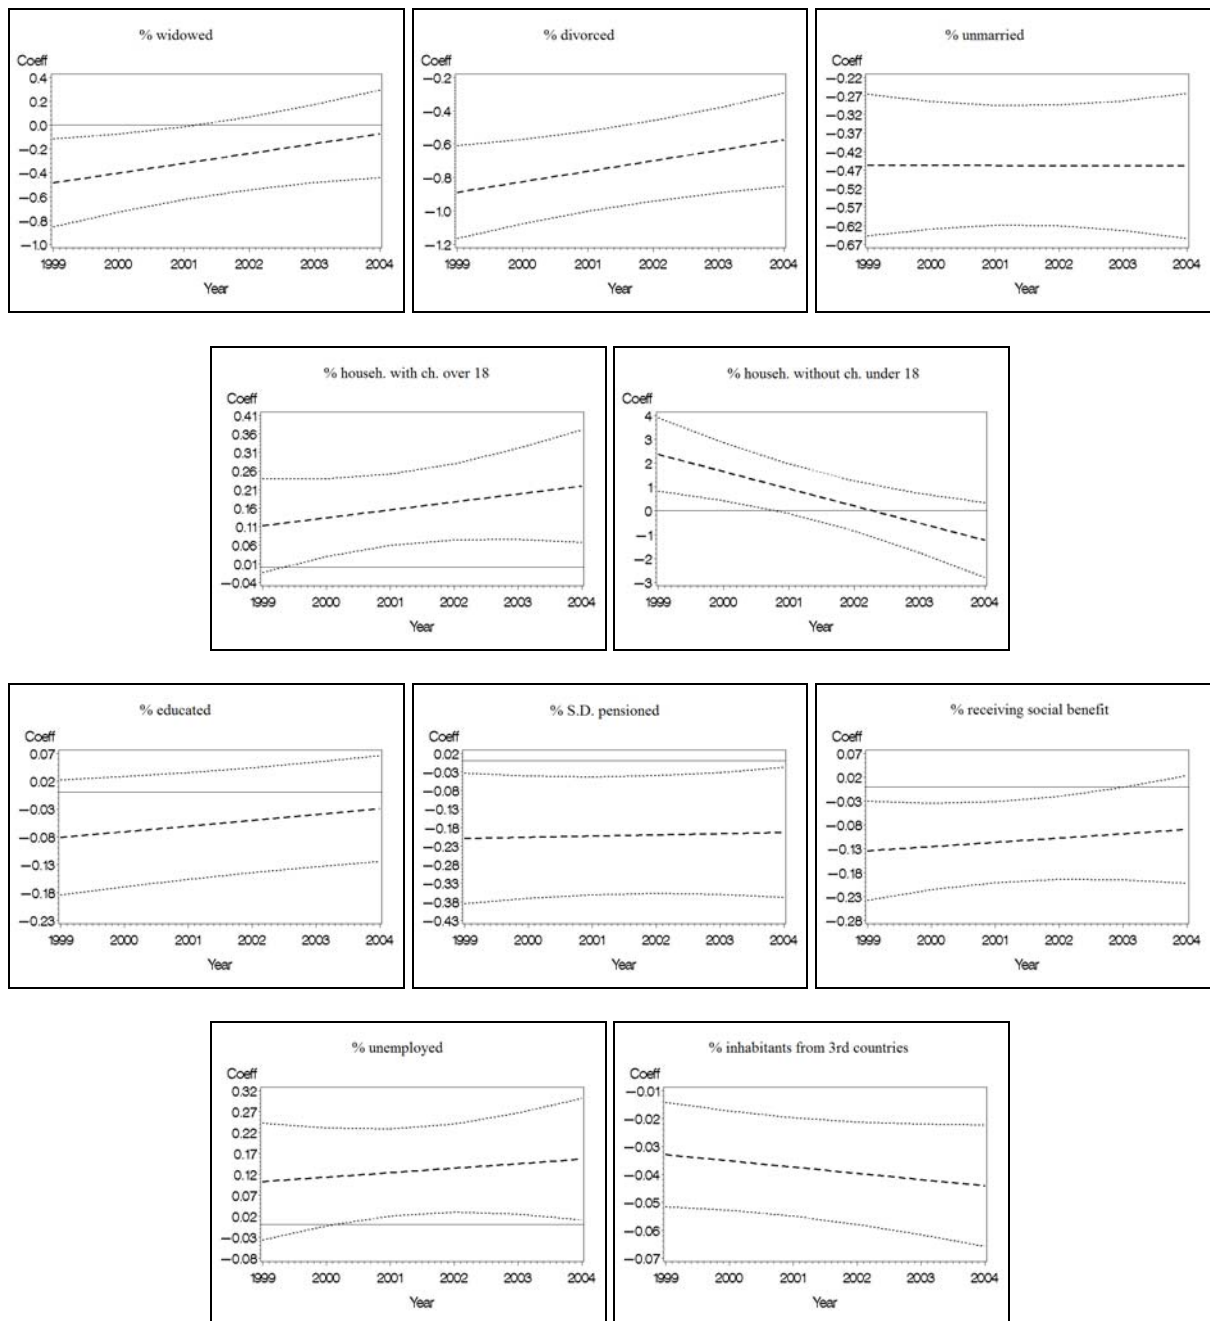 % widowed
Coeff
0.4
0.2
0.0
−0.2
−0.4
−0.6
−0.8
−1.0
1999 2000 2001 2002 2003 2004
Year
% divorced
Coeff
−0.2
−0.4
−0.6
−0.8
−1.0
−1.2
1999 2000 2001 2002 2003 2004
Year
% unmarried
Coeff
−0.22
−0.27
−0.32
−0.37
−0.42
−0.47
−0.52
−0.57
−0.62
−0.67
1999 2000 2001 2002 2003 2004
Year
% househ. with ch. over 18
Coeff
0.41
0.36
0.31
0.26
0.21
0.16
0.11
0.06
0.01
−0.04
1999 2000 2001 2002 2003 2004
Year
% househ. without ch. under 18
Coeff
4
3
2
1
0
−1
−2
−3
1999 2000 2001 2002 2003 2004
Year
% educated
Coeff
0.07
0.02
−0.03
−0.08
−0.13
−0.18
−0.23
1999 2000 2001 2002 2003 2004
Year
% S.D. pensioned
Coeff
0.02
−0.03
−0.08
−0.13
−0.18
−0.23
−0.28
−0.33
−0.38
−0.43
1999 2000 2001 2002 2003 2004
Year
% receiving social benefit
Coeff
0.07
0.02
−0.03
−0.08
−0.13
−0.18
−0.23
−0.28
1999 2000 2001 2002 2003 2004
Year
% unemployed
Coeff
0.32
0.27
0.22
0.17
0.12
0.07
0.02
−0.03
−0.08
1999 2000 2001 2002 2003 2004
Year
% inhabitants from 3rd countries
Coeff
−0.01
−0.02
−0.03
−0.04
−0.05
−0.06
−0.07
1999 2000 2001 2002 2003 2004
Year